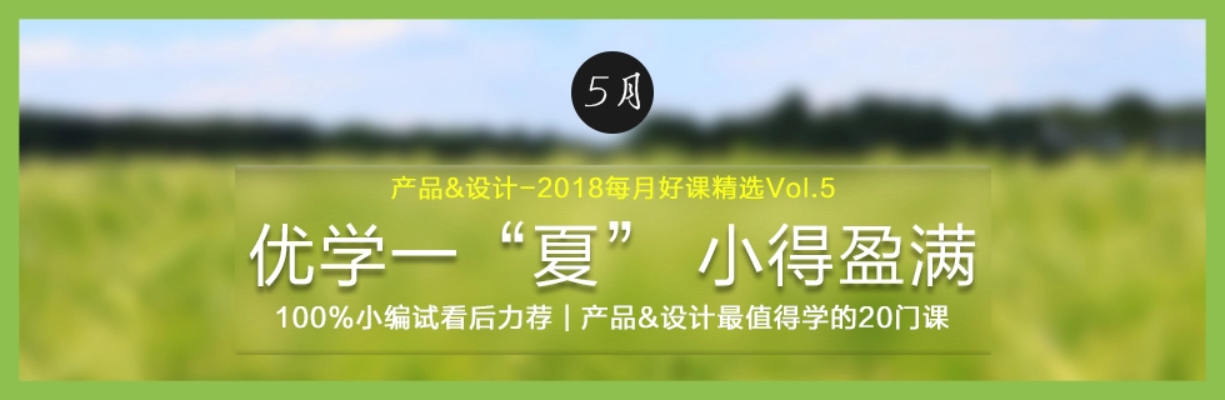 5月
产品&设计-2018每月好课精选Vol.5
优学一“夏” 小得盈满
100%小编试看后力荐 | 产品&设计最值得学的20门课